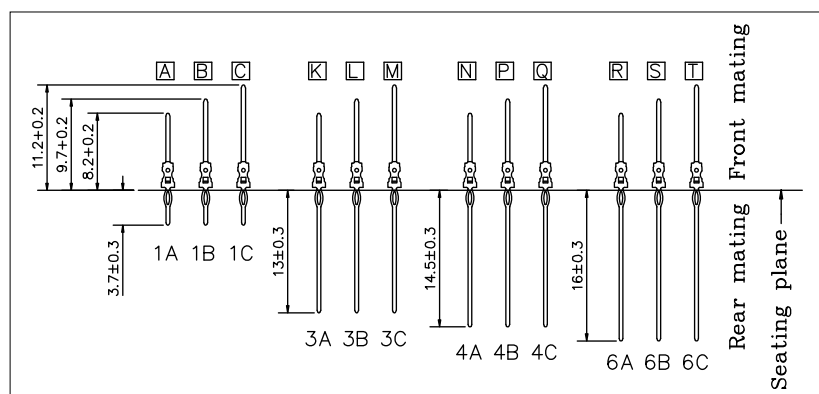 A B C K L M N P Q R S T
11.2+0.2
9.7+0.2
8.2+0.2
3.7±0.3
13±0.3
14.5±0.3
16±0.3
1A 1B 1C
3A 3B 3C
4A 4B 4C
6A 6B 6C
Front mating
Rear mating
Seating plane